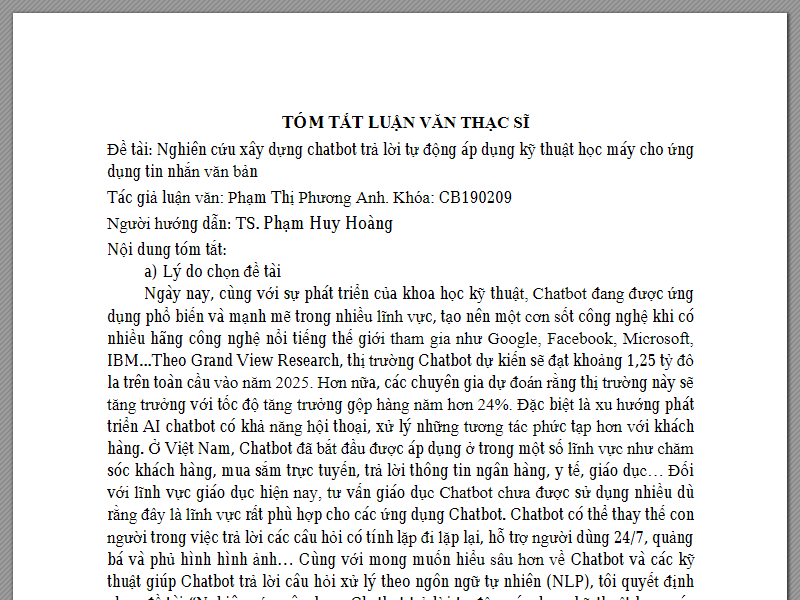 TÓM TẮT LUẬN VĂN THẠC SĨ
Đề tài: Nghiên cứu xây dựng chatbot trả lời tự động áp dụng kỹ thuật học máy cho ứng
dụng tin nhắn văn bản
Tác giả luận văn: Phạm Thị Phương Anh. Khóa: CB190209
Người hướng dẫn: TS. Phạm Huy Hoàng
Nội dung tóm tắt:
a) Lý do chọn đề tài
Ngày nay, cùng với sự phát triển của khoa học kỹ thuật, Chatbot đang được ứng
dụng phổ biến và mạnh mẽ trong nhiều lĩnh vực, tạo nên một cơn sốt công nghệ khi có
nhiều hãng công nghệ nổi tiếng thế giới tham gia như Google, Facebook, Microsoft,
IBM...Theo Grand View Research, thị trường Chatbot dự kiến sẽ đạt khoảng 1,25 tỷ đô
la trên toàn cầu vào năm 2025. Hơn nữa, các chuyên gia dự đoán rằng thị trường này sẽ
tăng trưởng với tốc độ tăng trưởng gộp hàng năm hơn 24%. Đặc biệt là xu hướng phát
triển AI chatbot có khả năng hội thoại, xử lý những tương tác phức tạp hơn với khách
hàng. Ở Việt Nam, Chatbot đã bắt đầu được áp dụng ở trong một số lĩnh vực như chăm
sóc khách hàng, mua sắm trực tuyến, trả lời thông tin ngân hàng, y tế, giáo dục… Đối
với lĩnh vực giáo dục hiện nay, tư vấn giáo dục Chatbot chưa được sử dụng nhiều dù
rằng đây là lĩnh vực rất phù hợp cho các ứng dụng Chatbot. Chatbot có thể thay thế con
người trong việc trả lời các câu hỏi có tính lặp đi lặp lại, hỗ trợ người dùng 24/7, quảng
bá và phủ hình hình ảnh… Cùng với mong muốn hiểu sâu hơn về Chatbot và các kỹ
thuật giúp Chatbot trả lời câu hỏi xử lý theo ngôn ngữ tự nhiên (NLP), tôi quyết định